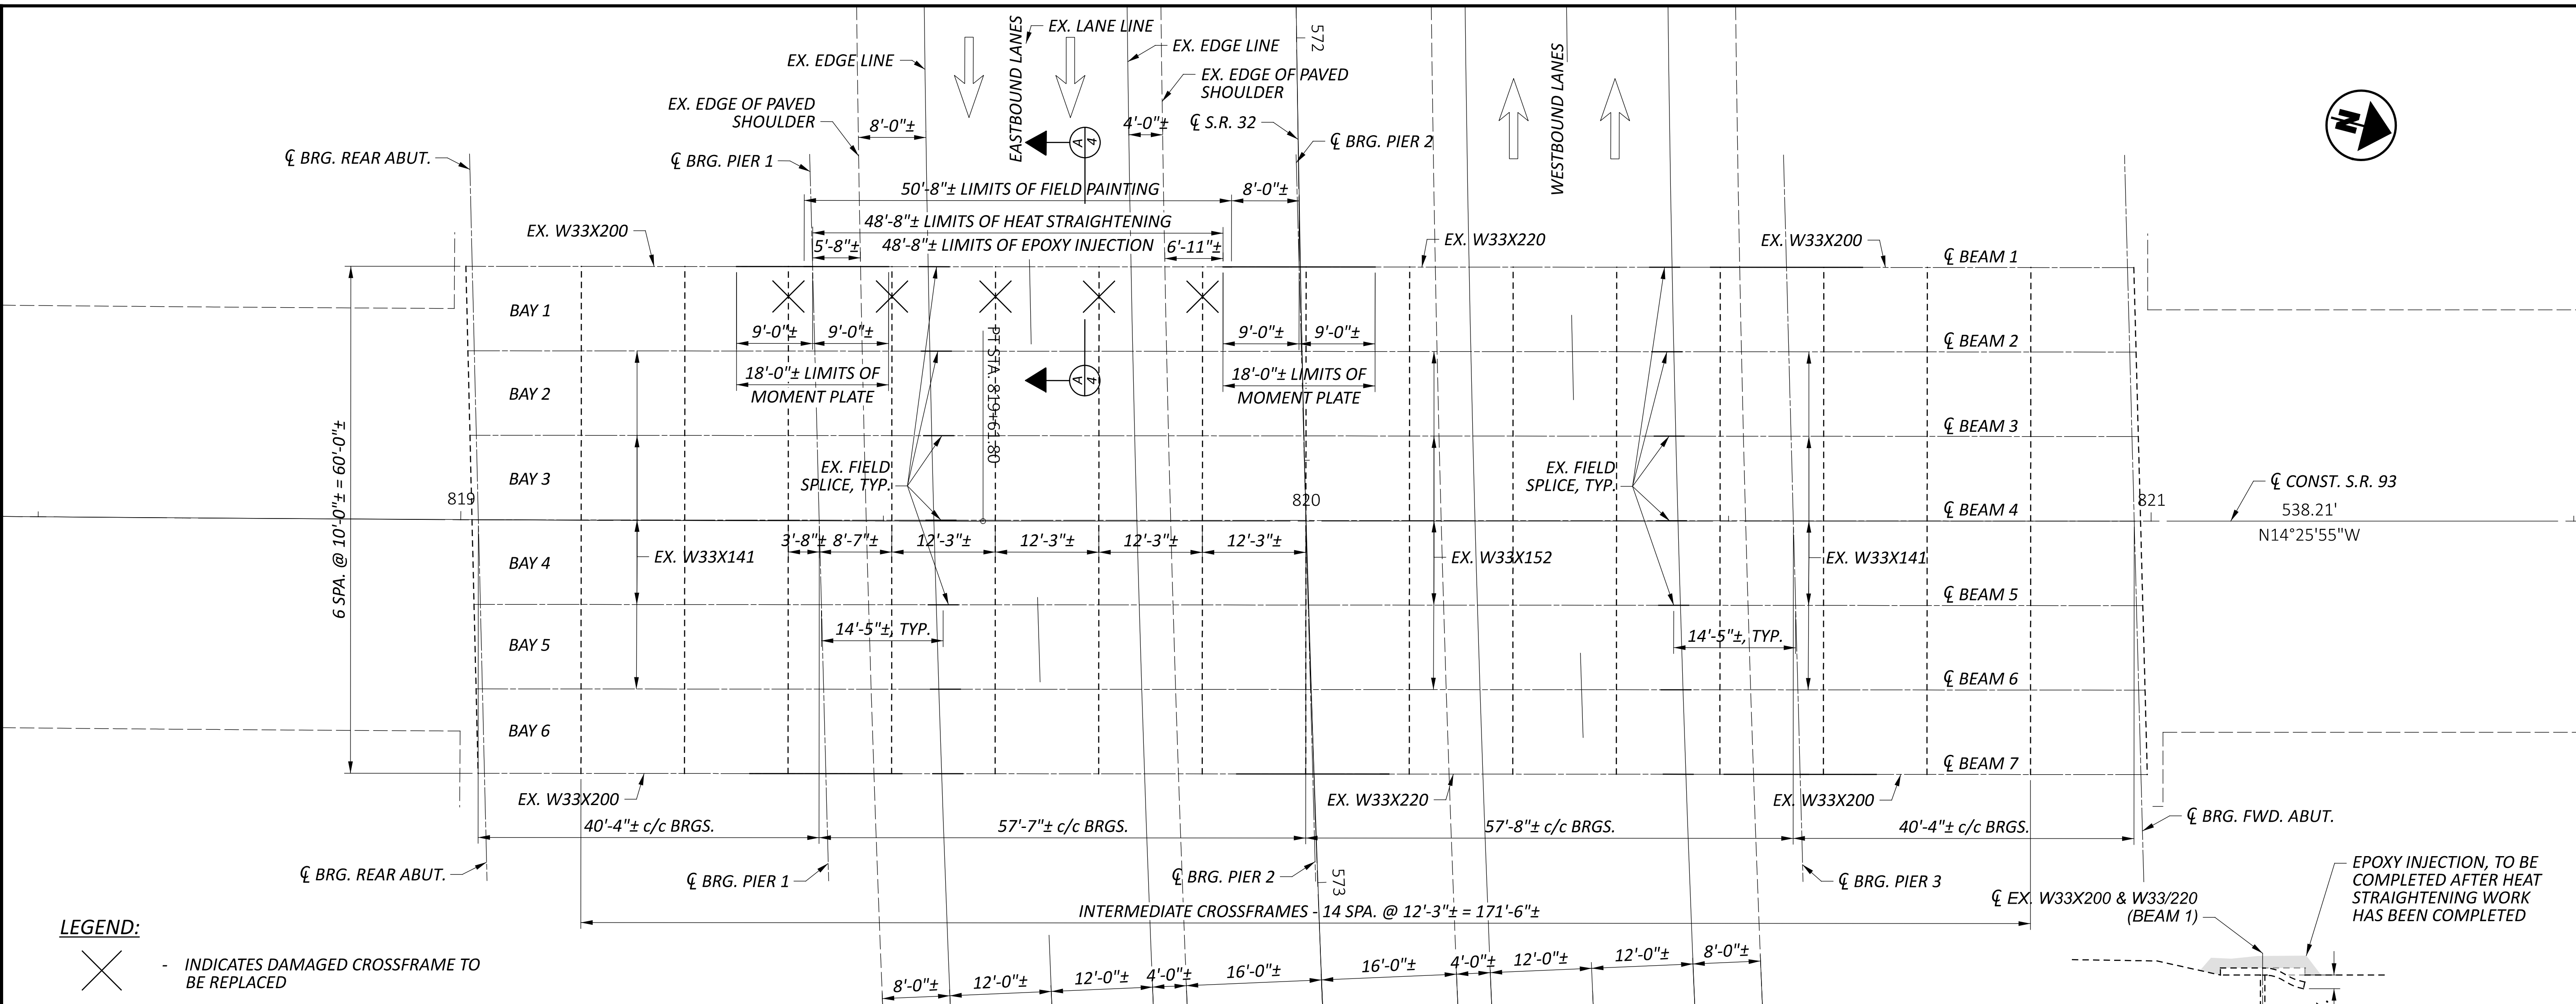 EX. LANE LINE
EX. EDGE LINE
EX. EDGE LINE
EX. EDGE OF PAVED
SHOULDER
EX. EDGE OF PAVED
SHOULDER
EASTBOUND LANES
WESTBOUND LANES
572
N
8'-0"±
4'-0"±
℄ S.R. 32
A
4
℄ BRG. REAR ABUT.
℄ BRG. PIER 1
℄ BRG. PIER 2
50'-8"± LIMITS OF FIELD PAINTING
8'-0"±
48'-8"± LIMITS OF HEAT STRAIGHTENING
5'-8"±
48'-8"± LIMITS OF EPOXY INJECTION
6'-11"±
EX. W33X200
EX. W33X220
EX. W33X200
℄ BEAM 1
BAY 1
9'-0"±
9'-0"±
9'-0"±
9'-0"±
℄ BEAM 2
18'-0"± LIMITS OF
MOMENT PLATE
18'-0"± LIMITS OF
MOMENT PLATE
PT STA. 819+61.80
A
4
BAY 2
℄ BEAM 3
6 SPA. @ 10'-0"± = 60'-0"±
BAY 3
EX. FIELD
SPLICE, TYP.
EX. FIELD
SPLICE, TYP.
819
820
821
℄ BEAM 4
℄ CONST. S.R. 93
538.21'
N14°25'55"W
3'-8"±
8'-7"±
12'-3"±
12'-3"±
12'-3"±
12'-3"±
BAY 4
EX. W33X141
EX. W33X152
EX. W33X141
℄ BEAM 5
14'-5"±, TYP.
14'-5"±, TYP.
BAY 5
℄ BEAM 6
BAY 6
℄ BEAM 7
EX. W33X200
EX. W33X220
EX. W33X200
40'-4"± c/c BRGS.
57'-7"± c/c BRGS.
57'-8"± c/c BRGS.
40'-4"± c/c BRGS.
℄ BRG. FWD. ABUT.
℄ BRG. REAR ABUT.
℄ BRG. PIER 1
℄ BRG. PIER 2
573
℄ BRG. PIER 3
INTERMEDIATE CROSSFRAMES - 14 SPA. @ 12'-3"± = 171'-6"±
8'-0"±
12'-0"±
12'-0"±
4'-0"±
16'-0"±
16'-0"±
4'-0"±
12'-0"±
12'-0"±
8'-0"±
LEGEND:
- INDICATES DAMAGED CROSSFRAME TO
BE REPLACED
℄ EX. W33X200 & W33/220
(BEAM 1)
EPOXY INJECTION, TO BE
COMPLETED AFTER HEAT
STRAIGHTENING WORK
HAS BEEN COMPLETED